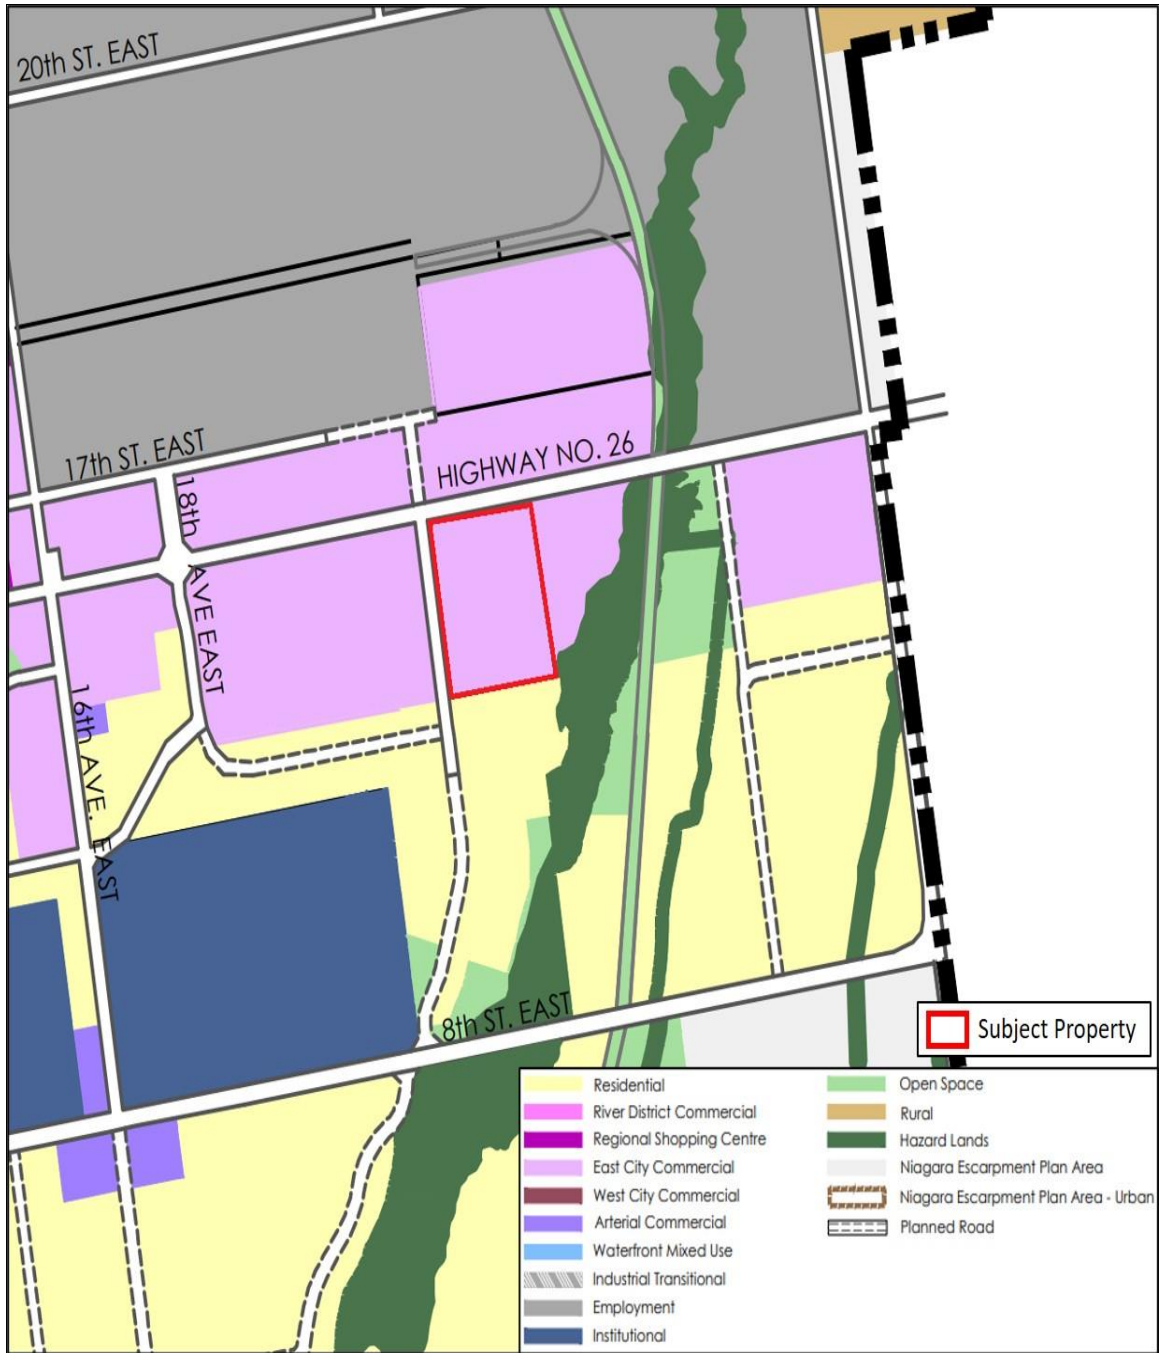 20th ST. EAST
17th ST. EAST
HIGHWAY NO. 26
18th AVE EAST
16th AVE. EAST
8th ST. EAST
Subject Property
Residential
River District Commercial
Regional Shopping Centre
East City Commercial
West City Commercial
Arterial Commercial
Waterfront Mixed Use
Industrial Transitional
Employment
Institutional
Open Space
Rural
Hazard Lands
Niagara Escarpment Plan Area
Niagara Escarpment Plan Area - Urban
Planned Road